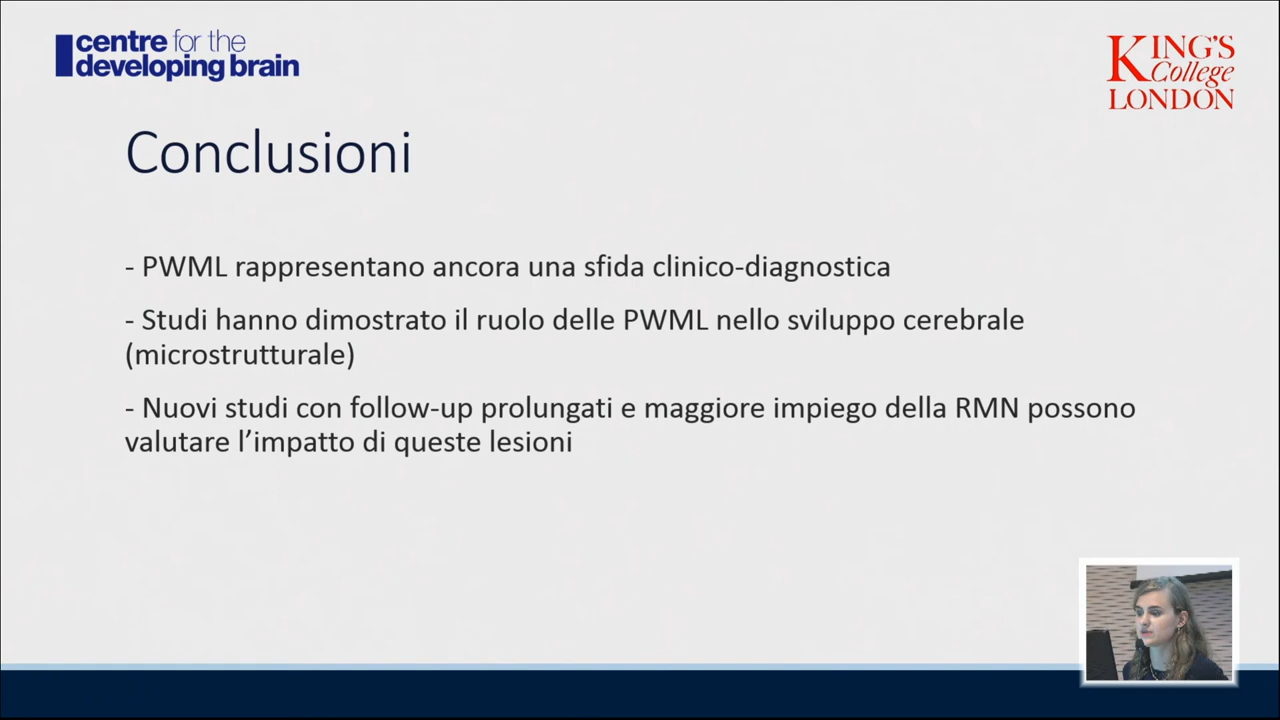 centre for the
developing brain
KING'S
College
LONDON
Conclusioni
- PWML rappresentano ancora una sfida clinico-diagnostica
- Studi hanno dimostrato il ruolo delle PWML nello sviluppo cerebrale
(microstrutturale)
- Nuovi studi con follow-up prolungati e maggiore impiego della RMN possono
valutare l’impatto di queste lesioni